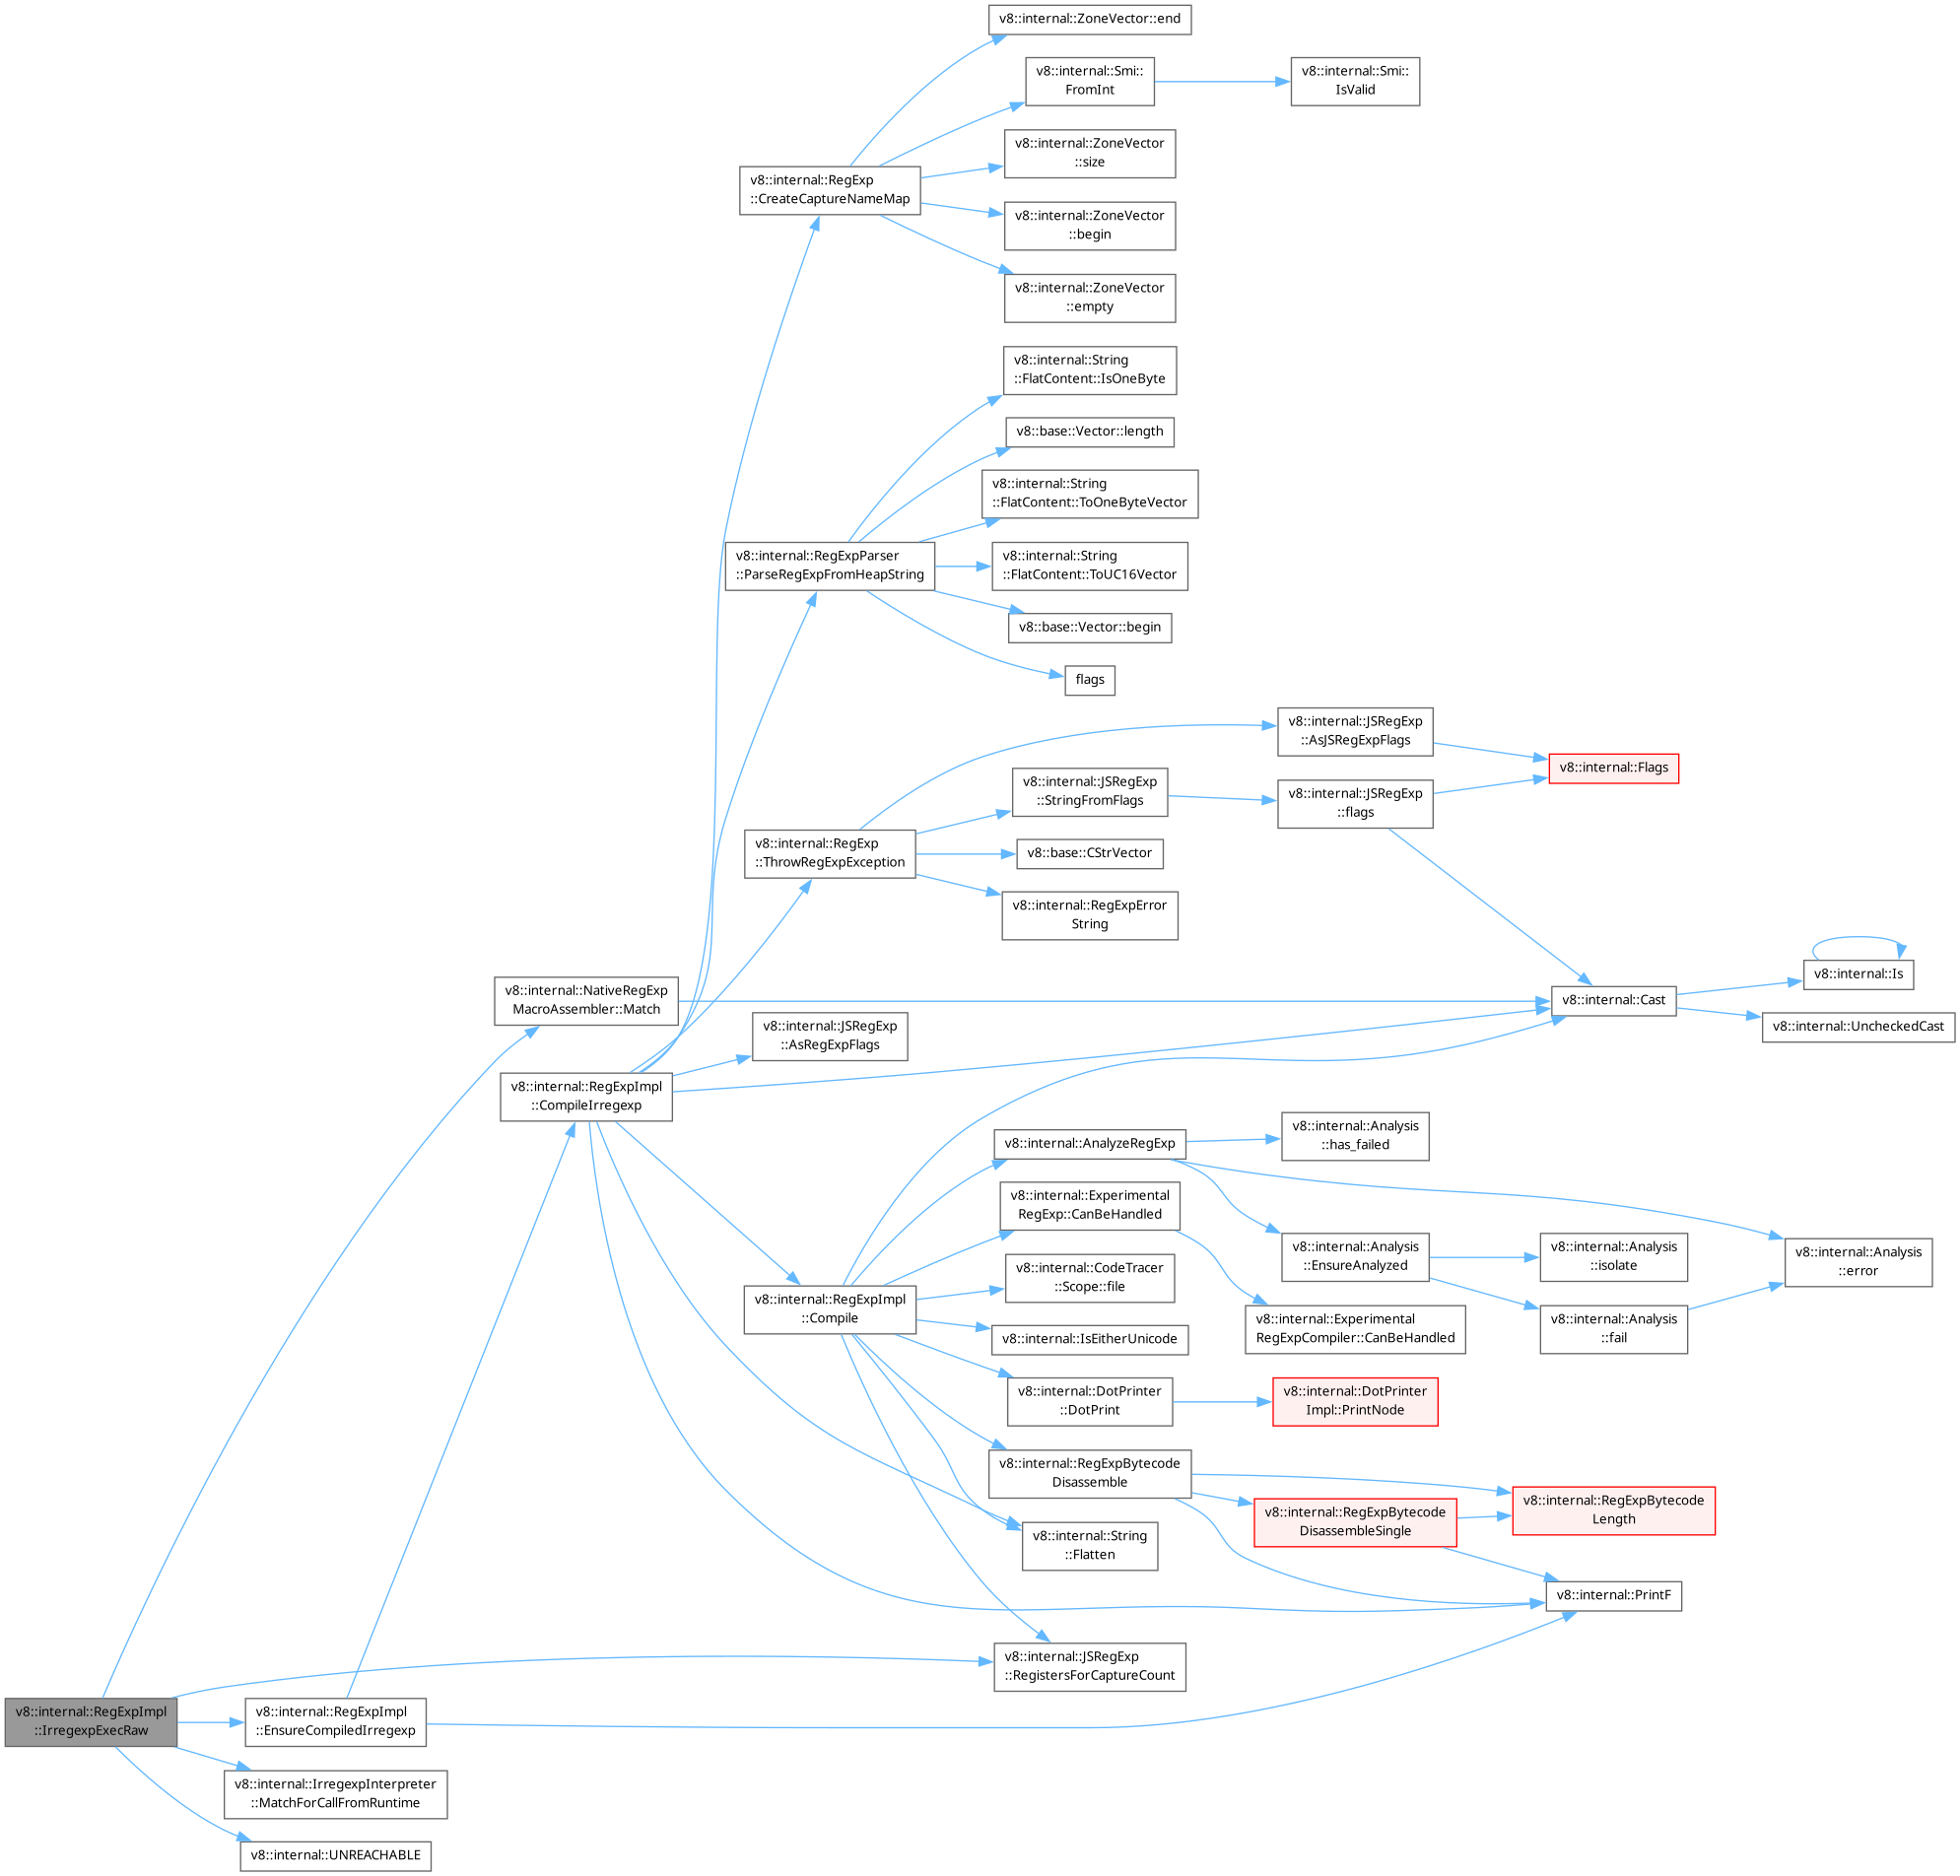 v8::internal::ZoneVector::end
v8::internal::Smi::
FromInt
v8::internal::Smi::
IsValid
v8::internal::ZoneVector
::size
v8::internal::RegExp
::CreateCaptureNameMap
v8::internal::ZoneVector
::begin
v8::internal::ZoneVector
::empty
v8::internal::String
::FlatContent::IsOneByte
v8::base::Vector::length
v8::internal::String
::FlatContent::ToOneByteVector
v8::internal::RegExpParser
::ParseRegExpFromHeapString
v8::internal::String
::FlatContent::ToUC16Vector
v8::base::Vector::begin
flags
v8::internal::JSRegExp
::AsJSRegExpFlags
v8::internal::Flags
v8::internal::JSRegExp
::StringFromFlags
v8::internal::JSRegExp
::flags
v8::internal::RegExp
::ThrowRegExpException
v8::base::CStrVector
v8::internal::RegExpError
String
v8::internal::NativeRegExp
MacroAssembler::Match
v8::internal::Cast
v8::internal::Is
v8::internal::UncheckedCast
v8::internal::JSRegExp
::AsRegExpFlags
v8::internal::RegExpImpl
::CompileIrregexp
v8::internal::AnalyzeRegExp
v8::internal::Analysis
::has_failed
v8::internal::Experimental
RegExp::CanBeHandled
v8::internal::Analysis
::EnsureAnalyzed
v8::internal::Analysis
::isolate
v8::internal::Analysis
::error
v8::internal::CodeTracer
::Scope::file
v8::internal::RegExpImpl
::Compile
v8::internal::Experimental
RegExpCompiler::CanBeHandled
v8::internal::Analysis
::fail
v8::internal::IsEitherUnicode
v8::internal::DotPrinter
::DotPrint
v8::internal::DotPrinter
Impl::PrintNode
v8::internal::RegExpBytecode
Disassemble
v8::internal::RegExpBytecode
DisassembleSingle
v8::internal::RegExpBytecode
Length
v8::internal::String
::Flatten
v8::internal::PrintF
v8::internal::JSRegExp
::RegistersForCaptureCount
v8::internal::RegExpImpl
::IrregexpExecRaw
v8::internal::RegExpImpl
::EnsureCompiledIrregexp
v8::internal::IrregexpInterpreter
::MatchForCallFromRuntime
v8::internal::UNREACHABLE